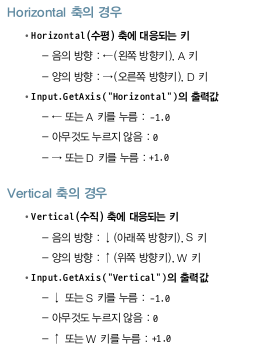 Horizontal 축의 경우
• Horizontal(수평) 축에 대응되는 키
– 음의 방향 : ←(왼쪽 방향키), A 키
– 양의 방향 : →(오른쪽 방향키), D 키
• Input.GetAxis("Horizontal")의 출력값
– ← 또는 A 키를 누름 : -1.0
– 아무것도 누르지 않음 : 0
– → 또는 D 키를 누름 : +1.0
Vertical 축의 경우
• Vertical(수직) 축에 대응되는 키
– 음의 방향 : ↓(아래쪽 방향키), S 키
– 양의 방향 : ↑(위쪽 방향키), W 키
• Input.GetAxis("Vertical")의 출력값
– ↓ 또는 S 키를 누름 : -1.0
– 아무것도 누르지 않음 : 0
– ↑ 또는 W 키를 누름 : +1.0